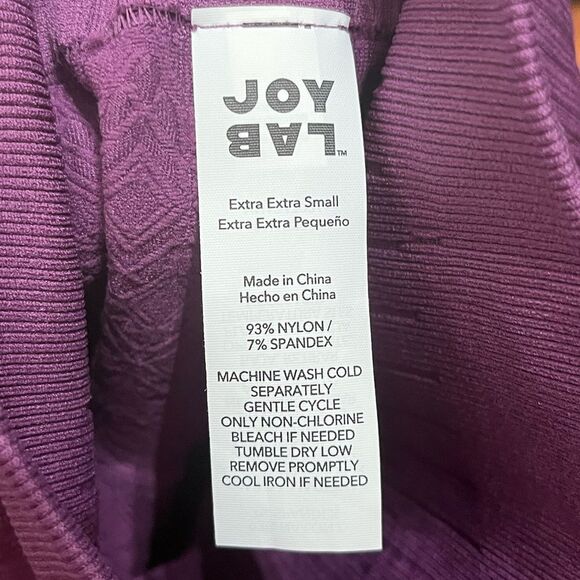 JOY
LAB™
Extra Extra Small
Extra Extra Pequeño
Made in China
Hecho en China
93% NYLON /
7% SPANDEX
MACHINE WASH COLD
SEPARATELY
GENTLE CYCLE
ONLY NON-CHLORINE
BLEACH IF NEEDED
TUMBLE DRY LOW
REMOVE PROMPTLY
COOL IRON IF NEEDED